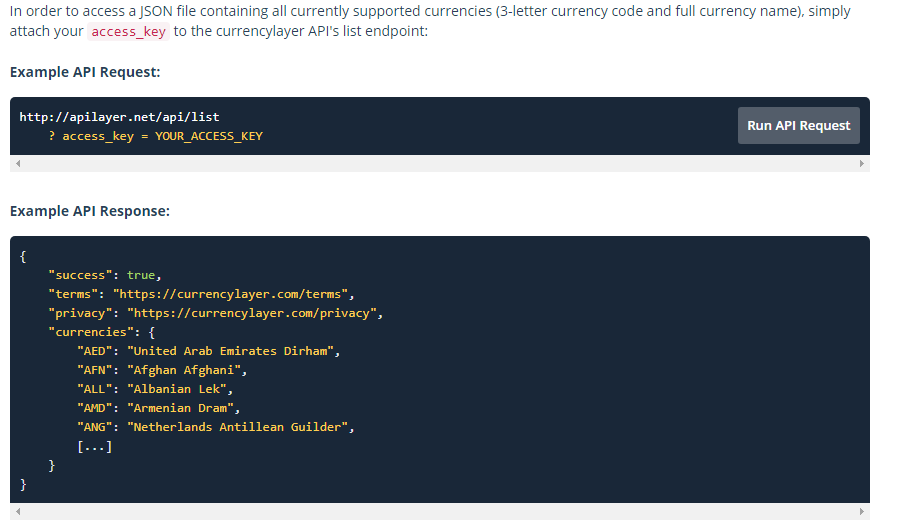 In order to access a JSON file containing all currently supported currencies (3-letter currency code and full currency name), simply
attach your access_key to the currencylayer API's list endpoint:
Example API Request:
http://apilayer.net/api/list
? access_key = YOUR_ACCESS_KEY
Run API Request
Example API Response:
{
"success": true,
"terms": "https://currencylayer.com/terms",
"privacy": "https://currencylayer.com/privacy",
"currencies": {
"AED": "United Arab Emirates Dirham",
"AFN": "Afghan Afghani",
"ALL": "Albanian Lek",
"AMD": "Armenian Dram",
"ANG": "Netherlands Antillean Guilder",
[...]
}
}